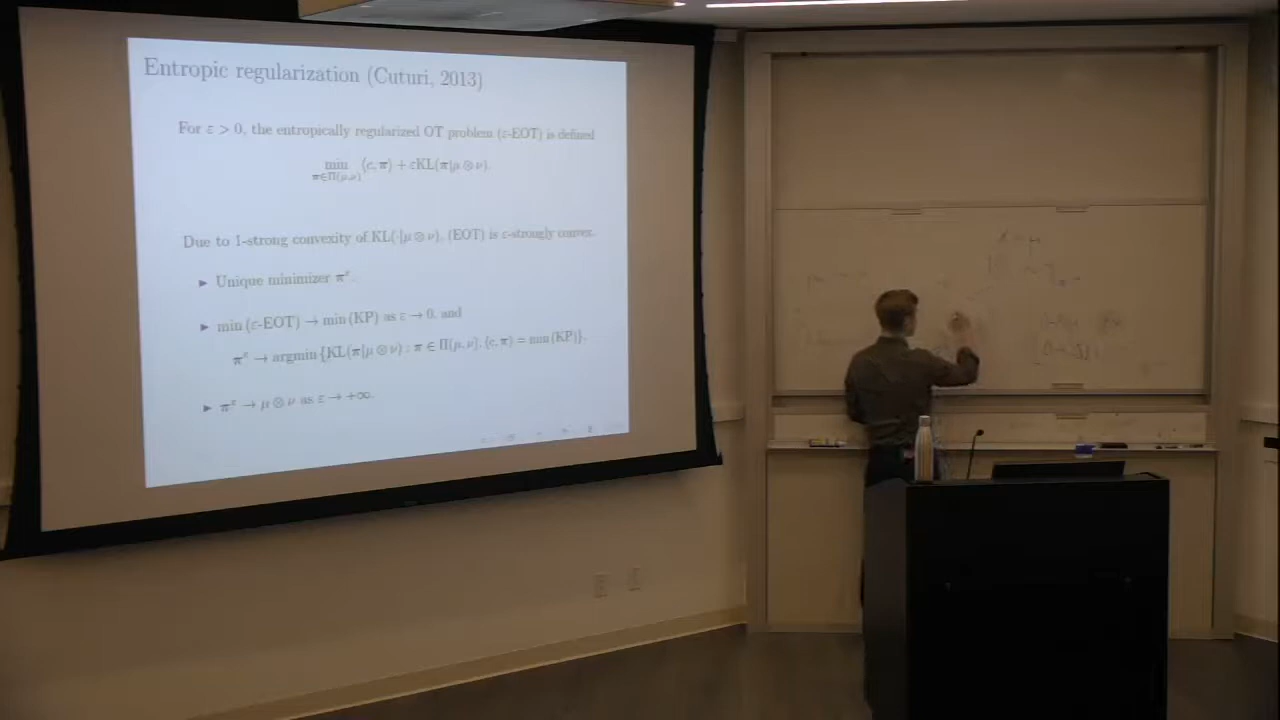 Entropic regularization (Cuturi, 2013)
For ε > 0, the entropically regularized OT problem (ε-EOT) is defined
min ⟨c, π⟩ + εKL(π|μ ⊗ ν).
π∈Π(μ,ν)
Due to 1-strong convexity of KL(·|μ ⊗ ν), (EOT) is ε-strongly convex.
▶ Unique minimizer π^ε.
▶ min (ε-EOT) → min (KP) as ε → 0, and
π^ε → argmin{KL(π|μ ⊗ ν) : π ∈ Π(μ, ν), ⟨c, π⟩ = min (KP)}.
▶ π^ε → μ ⊗ ν as ε → +∞.